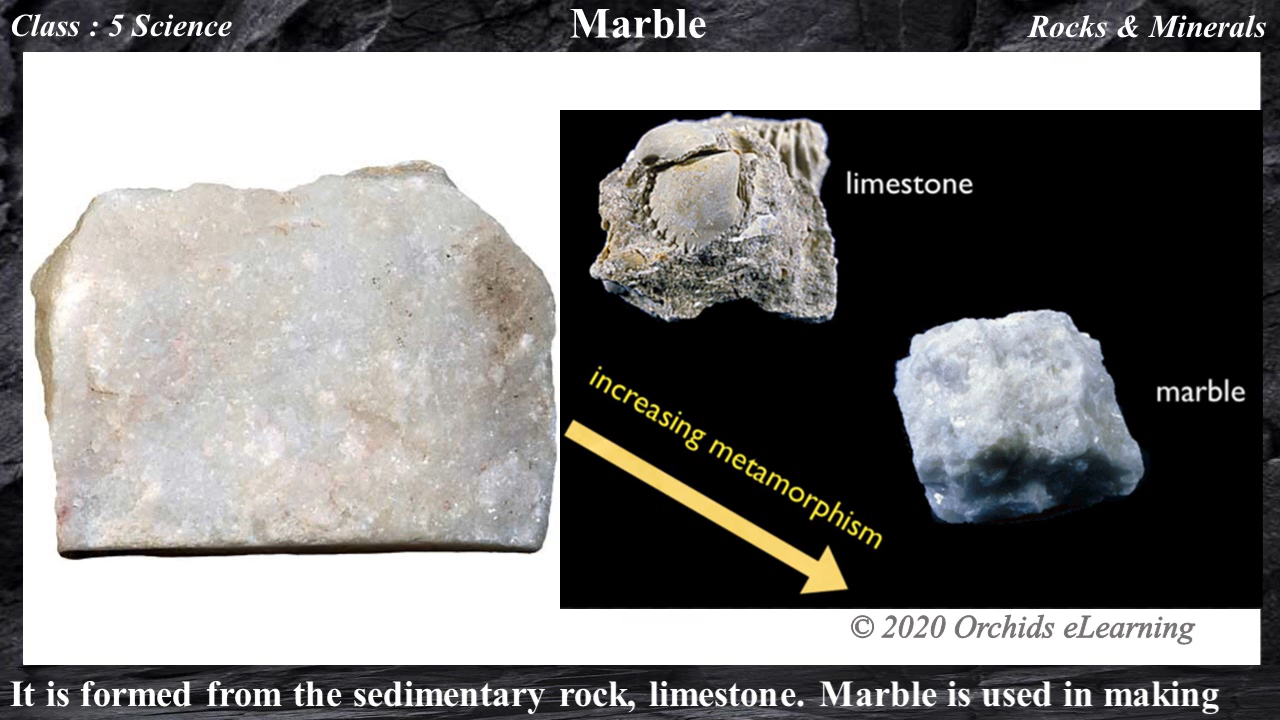 Class : 5 Science
Marble
Rocks & Minerals
limestone
marble
increasing metamorphism
© 2020 Orchids eLearning
It is formed from the sedimentary rock, limestone. Marble is used in making